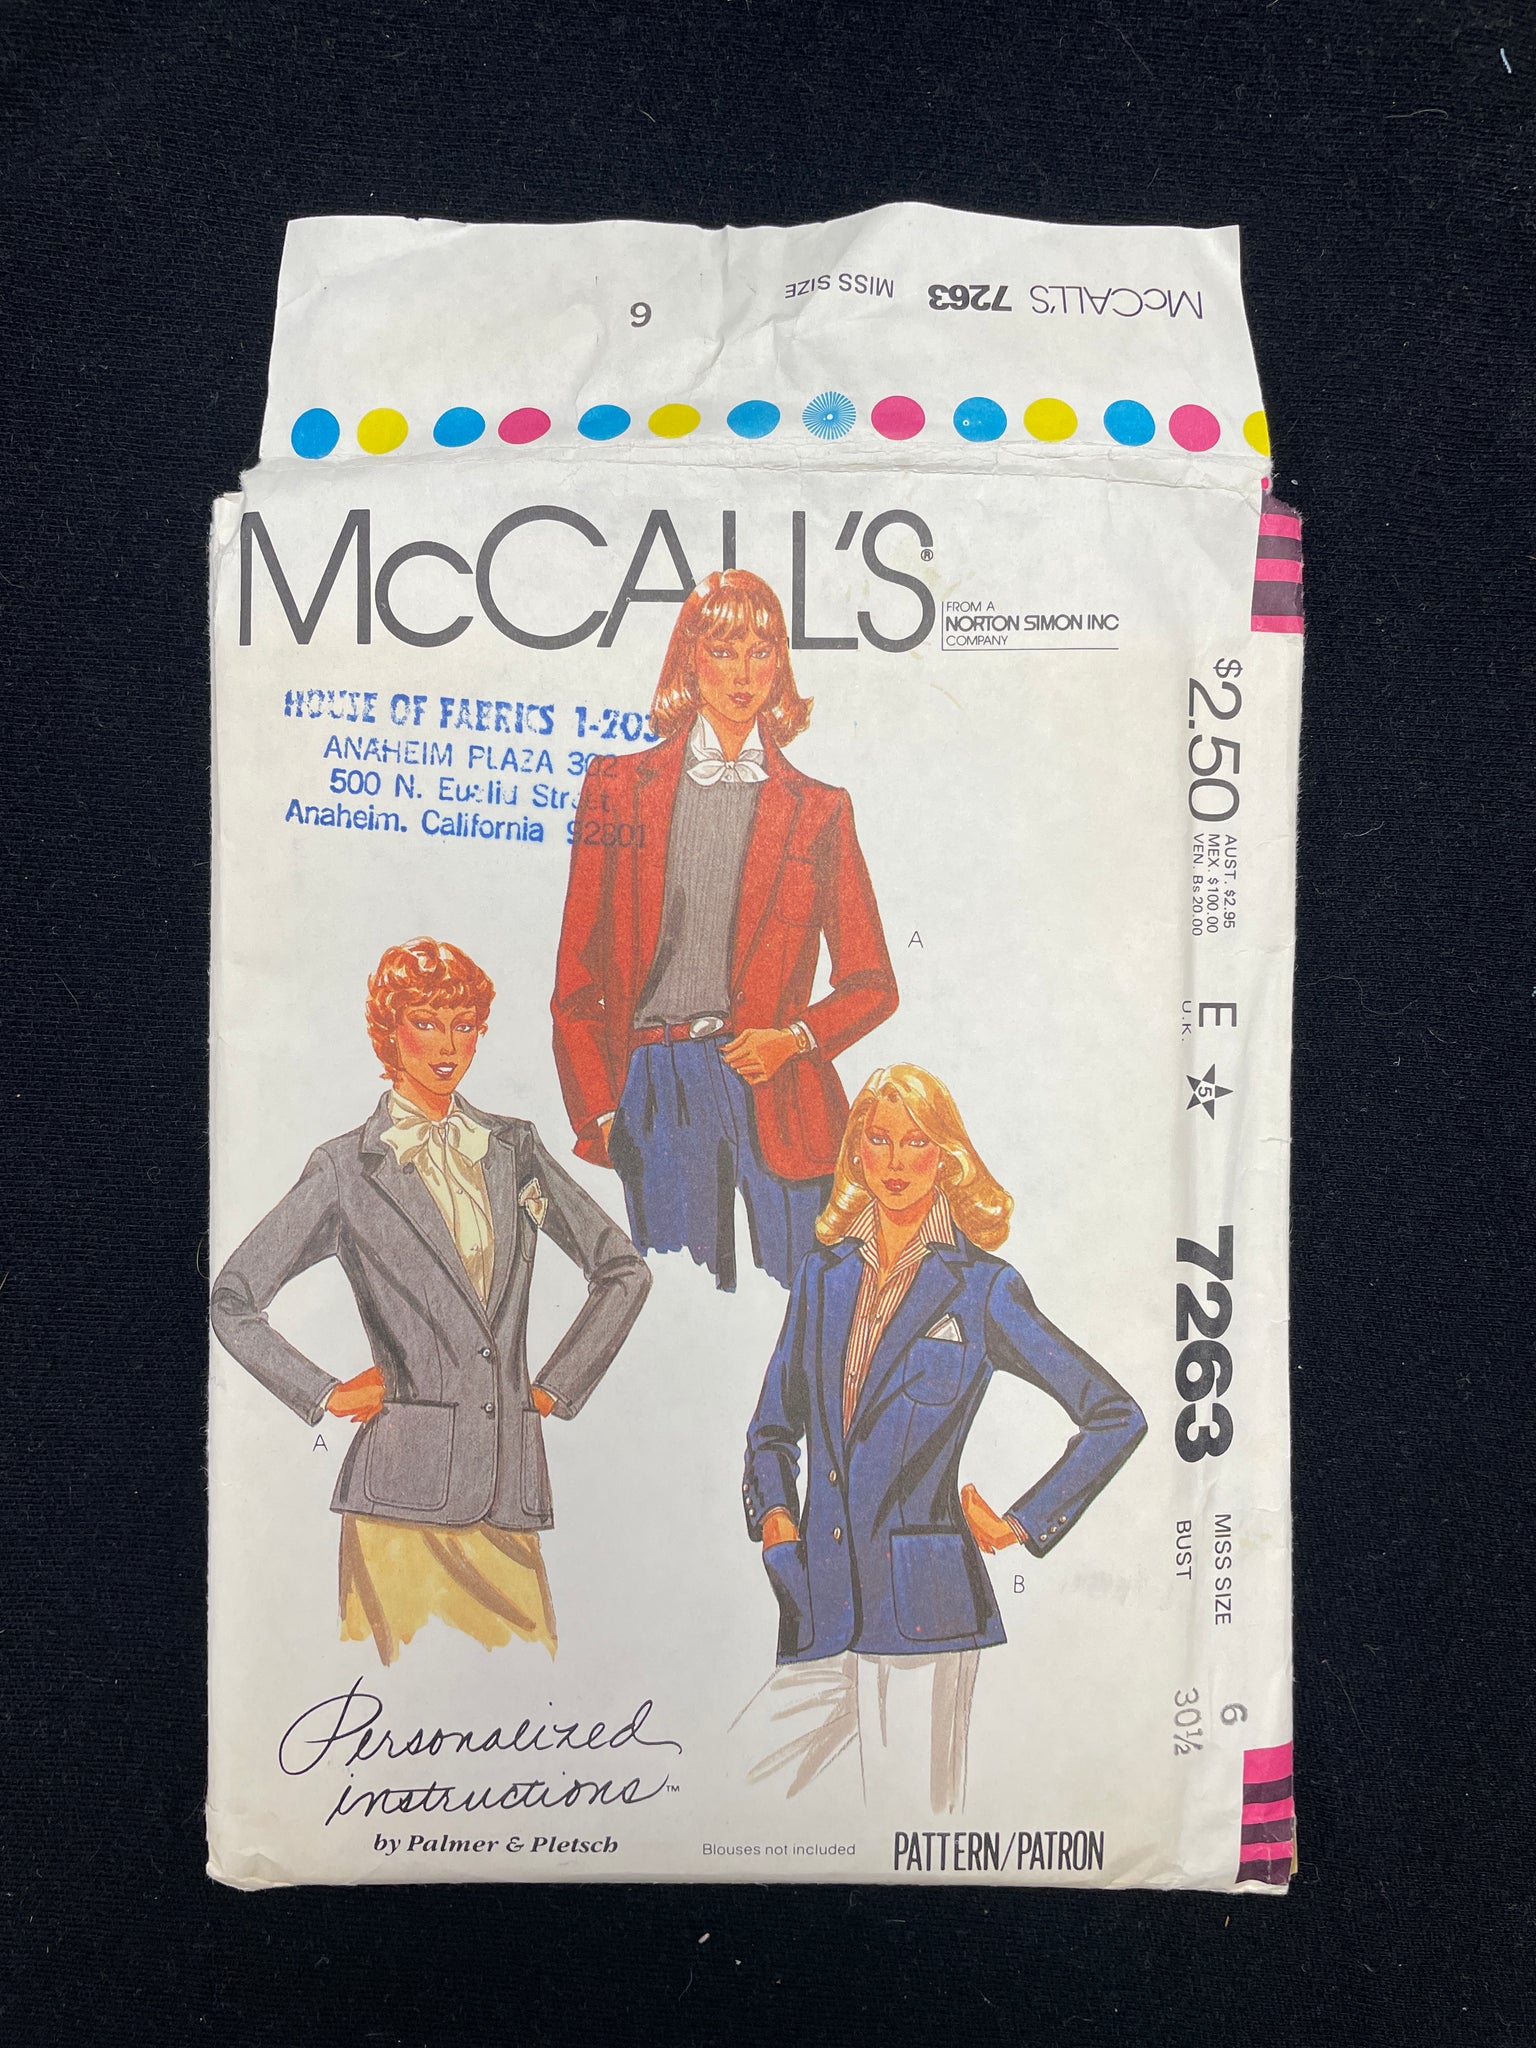 McCALL'S 7263 MISS SIZE
6
McCALL'S®
FROM A
NORTON SIMON INC
COMPANY
HOUSE OF FABRICS 1-203
ANAHEIM PLAZA 302
500 N. Euclid Street
Anaheim. California 92801
$2.50
AUST. $2.95
MEX. $100.00
VEN. Bs 20.00
E
U.K.
5
7263
MISS SIZE 6
BUST 30½
A
A
B
Personalized
instructions™
by Palmer & Pletsch
Blouses not included
PATTERN/PATRON